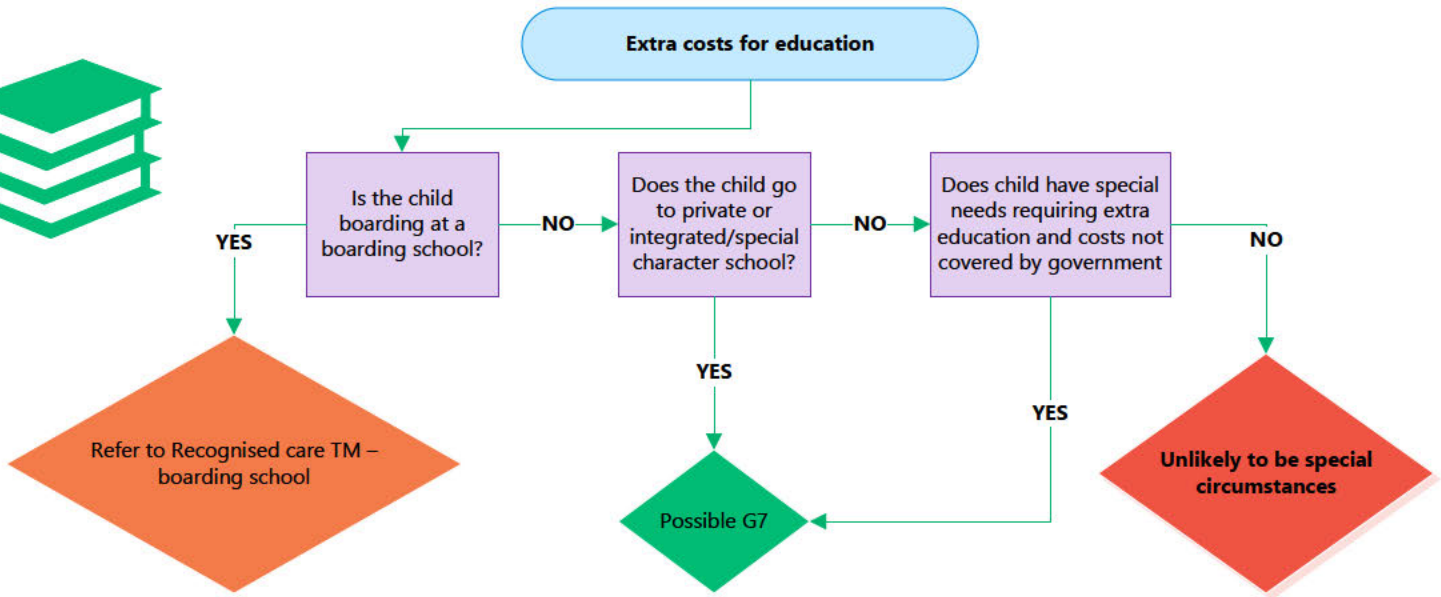 Extra costs for education
Is the child
boarding at a
boarding school?
NO
Does the child go
to private or
integrated/special
character school?
NO
Does child have special
needs requiring extra
education and costs not
covered by government
YES
NO
YES
YES
Refer to Recognised care TM –
boarding school
Possible G7
Unlikely to be special
circumstances